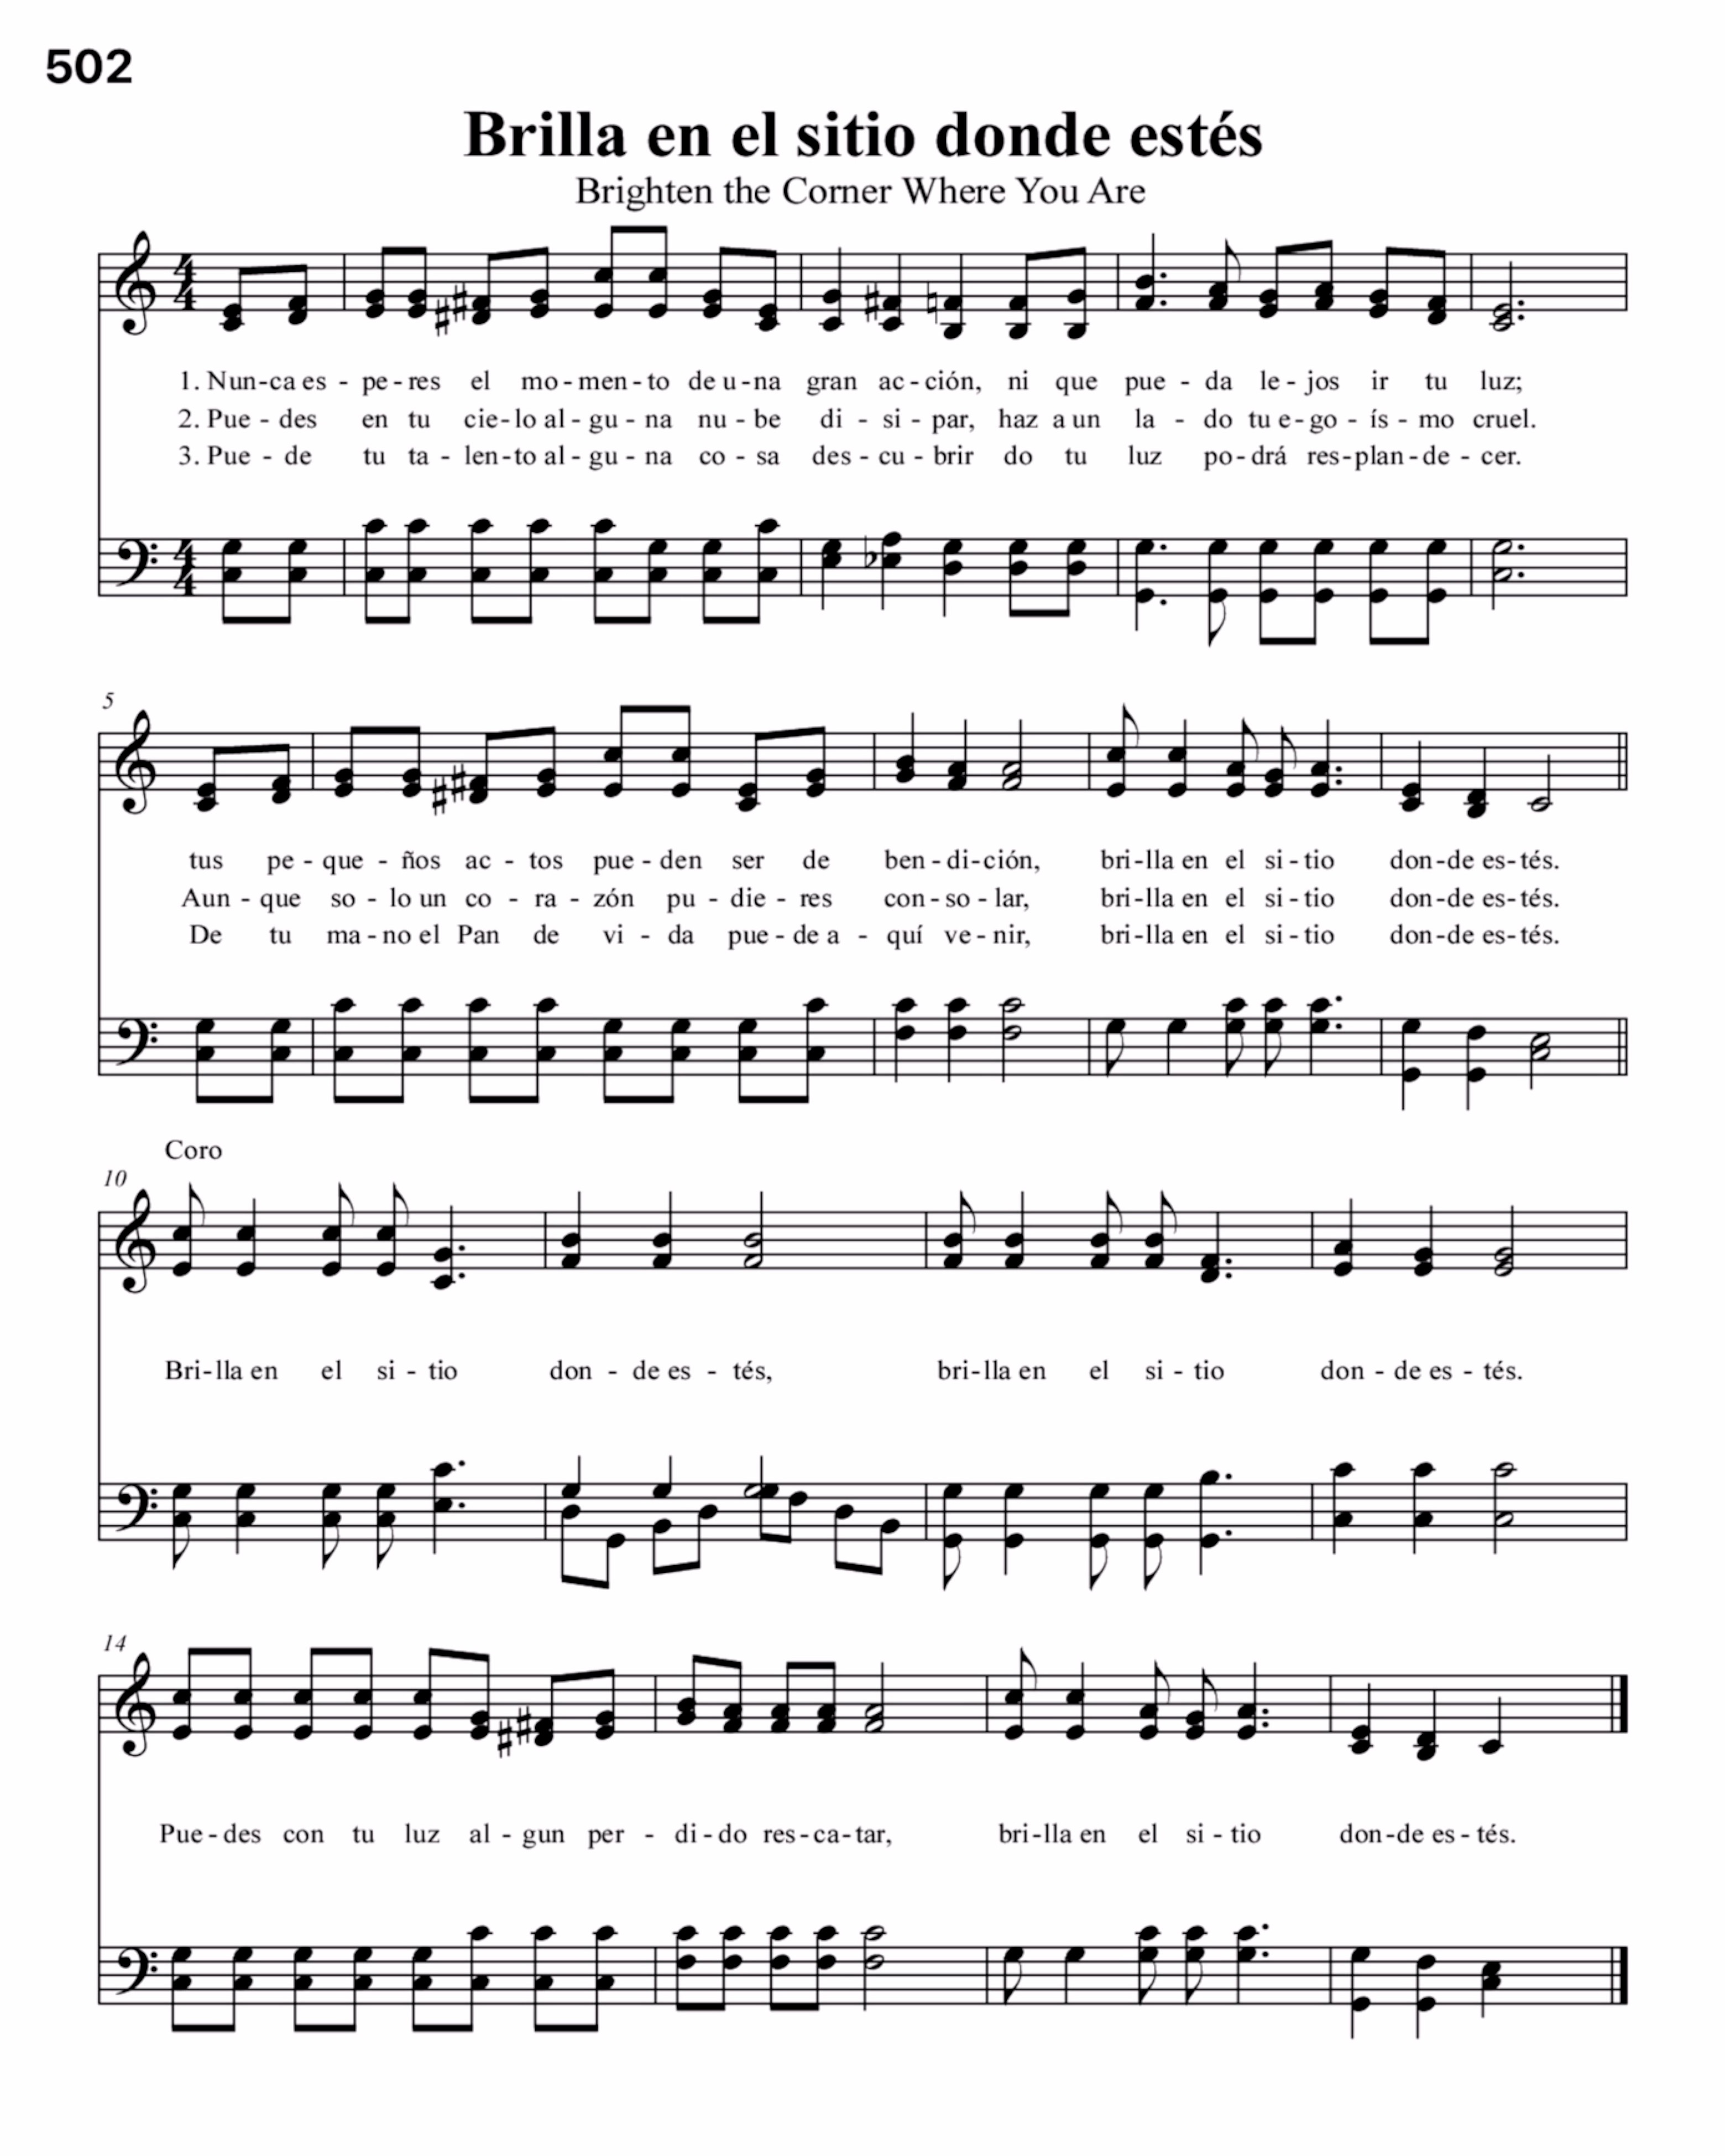 502
Brilla en el sitio donde estés
Brighten the Corner Where You Are
1. Nun-ca es - pe - res el mo - men - to de u - na gran ac - ción, ni que pue - da le - jos ir tu luz;
2. Pue - des en tu cie - lo al - gu - na nu - be di - si - par, haz a un la - do tu e - go - ís - mo cruel.
3. Pue - de tu ta - len - to al - gu - na co - sa des - cu - brir do tu luz po - drá res - plan - de - cer.
5
tus pe - que - ños ac - tos pue - den ser de ben - di - ción, bri - lla en el si - tio don - de es - tés.
Aun - que so - lo un co - ra - zón pu - die - res con - so - lar, bri - lla en el si - tio don - de es - tés.
De tu ma - no el Pan de vi - da pue - de a - quí ve - nir, bri - lla en el si - tio don - de es - tés.
Coro
10
Bri - lla en el si - tio don - de es - tés, bri - lla en el si - tio don - de es - tés.
14
Pue - des con tu luz al - gun per - di - do res - ca - tar, bri - lla en el si - tio don - de es - tés.